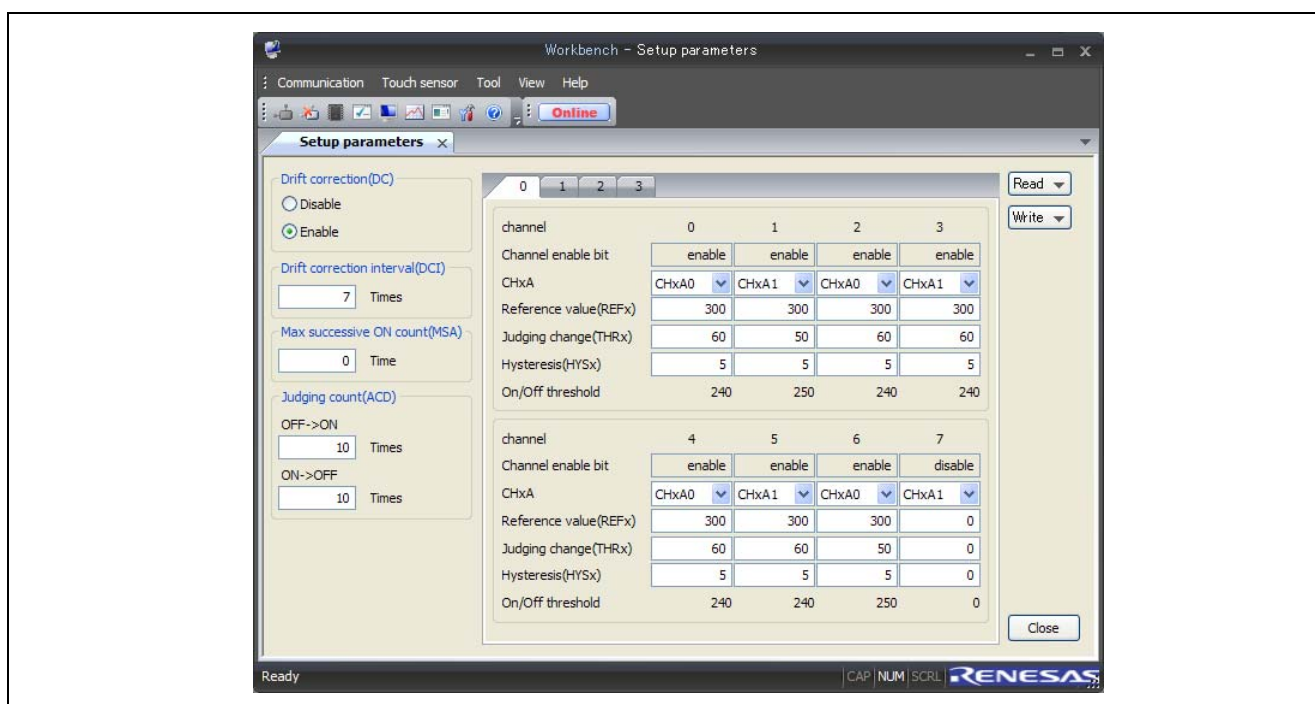 Workbench - Setup parameters
Communication Touch sensor Tool View Help
Online
Setup parameters x
Drift correction(DC)
Disable
Enable
Drift correction interval(DCI)
7 Times
Max successive ON count(MSA)
0 Time
Judging count(ACD)
OFF->ON
10 Times
ON->OFF
10 Times
0 1 2 3
channel 0 1 2 3
Channel enable bit enable enable enable enable
CHxA CHxA0 CHxA1 CHxA0 CHxA1
Reference value(REFx) 300 300 300 300
Judging change(THRx) 60 50 60 60
Hysteresis(HYSx) 5 5 5 5
On/Off threshold 240 250 240 240
channel 4 5 6 7
Channel enable bit enable enable enable disable
CHxA CHxA0 CHxA1 CHxA0 CHxA1
Reference value(REFx) 300 300 300 0
Judging change(THRx) 60 60 50 0
Hysteresis(HYSx) 5 5 5 0
On/Off threshold 240 240 250 0
Read
Write
Close
Ready CAP NUM SCRL RENESAS